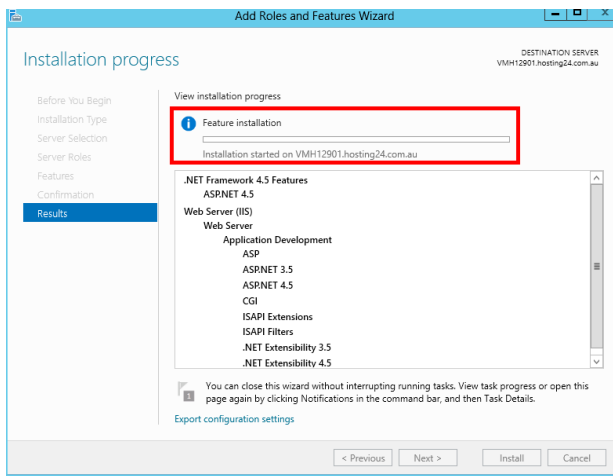 Add Roles and Features Wizard
Installation progress
DESTINATION SERVER
VMH12901.hosting24.com.au
Before You Begin
Installation Type
Server Selection
Server Roles
Features
Confirmation
Results
View installation progress
Feature installation
Installation started on VMH12901.hosting24.com.au
.NET Framework 4.5 Features
ASP.NET 4.5
Web Server (IIS)
Web Server
Application Development
ASP
ASP.NET 3.5
ASP.NET 4.5
CGI
ISAPI Extensions
ISAPI Filters
.NET Extensibility 3.5
.NET Extensibility 4.5
1
You can close this wizard without interrupting running tasks. View task progress or open this
page again by clicking Notifications in the command bar, and then Task Details.
Export configuration settings
< Previous
Next >
Install
Cancel